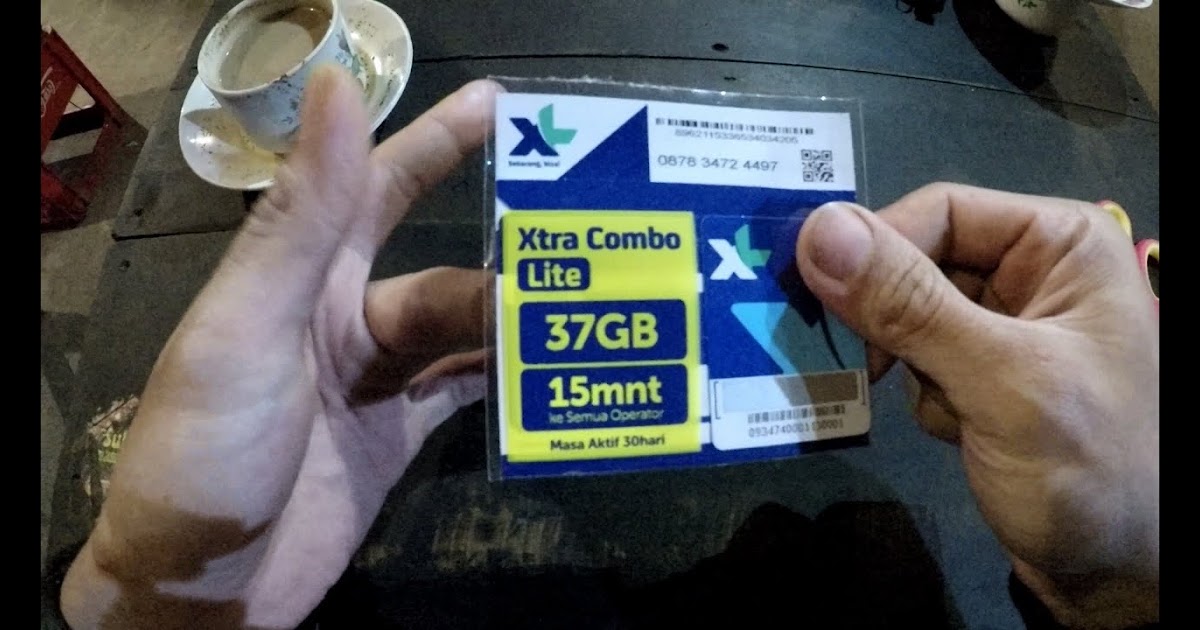 XL
Sekarang, Bisa!
8962115336534034205
0878 3472 4497
Xtra Combo
Lite
37GB
15mnt
ke Semua Operator
Masa Aktif 30hari
XL